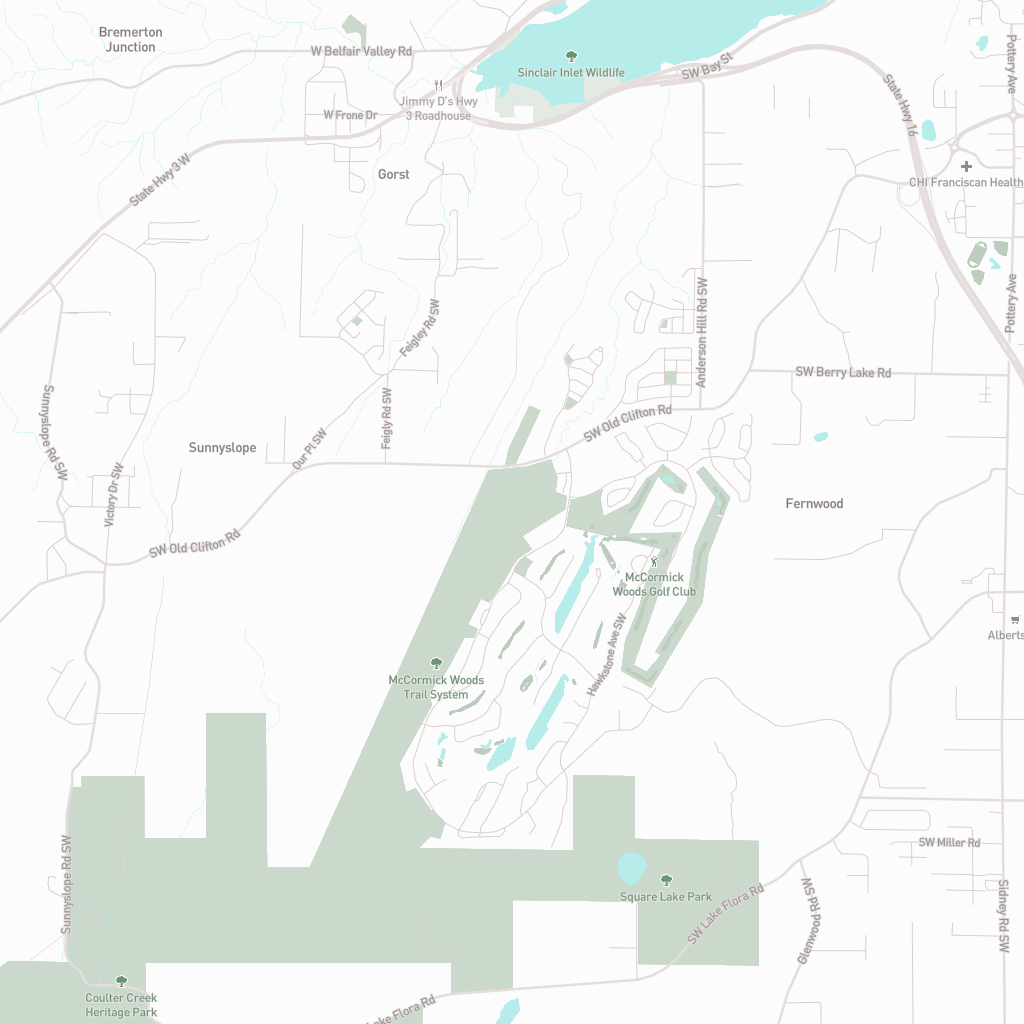 Bremerton
Junction
W Belfair Valley Rd
Sinclair Inlet Wildlife
SW Bay St
Pottery Ave
State Hwy 16
Jimmy D's Hwy
3 Roadhouse
W Frone Dr
State Hwy 3 W
Gorst
CHI Franciscan Health
Pottery Ave
Anderson Hill Rd SW
Feigley Rd SW
SW Berry Lake Rd
Sunnyslope Rd SW
Feigly Rd SW
SW Old Clifton Rd
Sunnyslope
Our Pl SW
Victory Dr SW
Fernwood
SW Old Clifton Rd
McCormick
Woods Golf Club
Alberts
Hawkstone Ave SW
McCormick Woods
Trail System
SW Miller Rd
Sunnyslope Rd SW
Square Lake Park
SW Lake Flora Rd
Glenwood Rd SW
Sidney Rd SW
Coulter Creek
Heritage Park
Lake Flora Rd